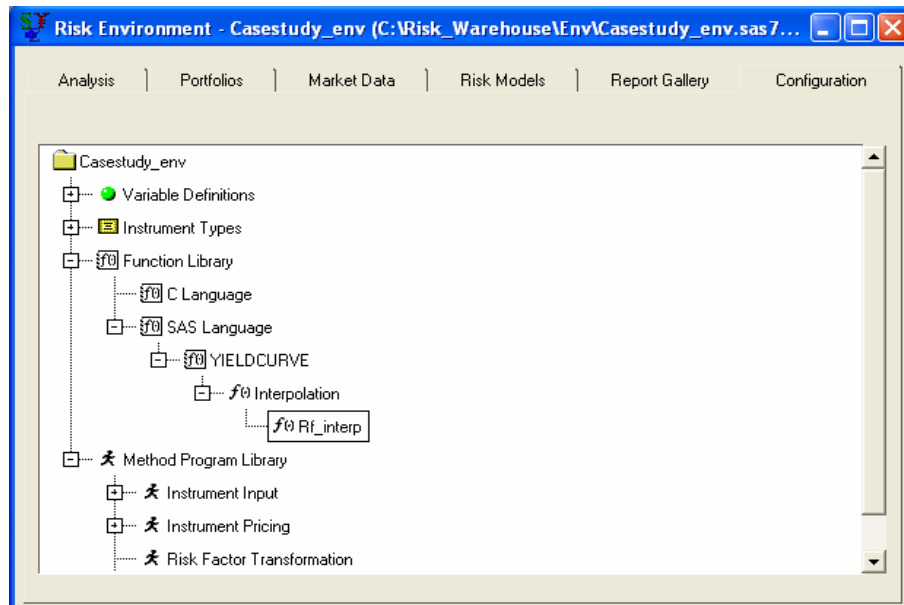 Risk Environment - Casestudy_env (C:\Risk_Warehouse\Env\Casestudy_env.sas7...
Analysis Portfolios Market Data Risk Models Report Gallery Configuration
Casestudy_env
Variable Definitions
Instrument Types
f() Function Library
f() C Language
f() SAS Language
f() YIELDCURVE
f() Interpolation
f() Rf_interp
Method Program Library
Instrument Input
Instrument Pricing
Risk Factor Transformation